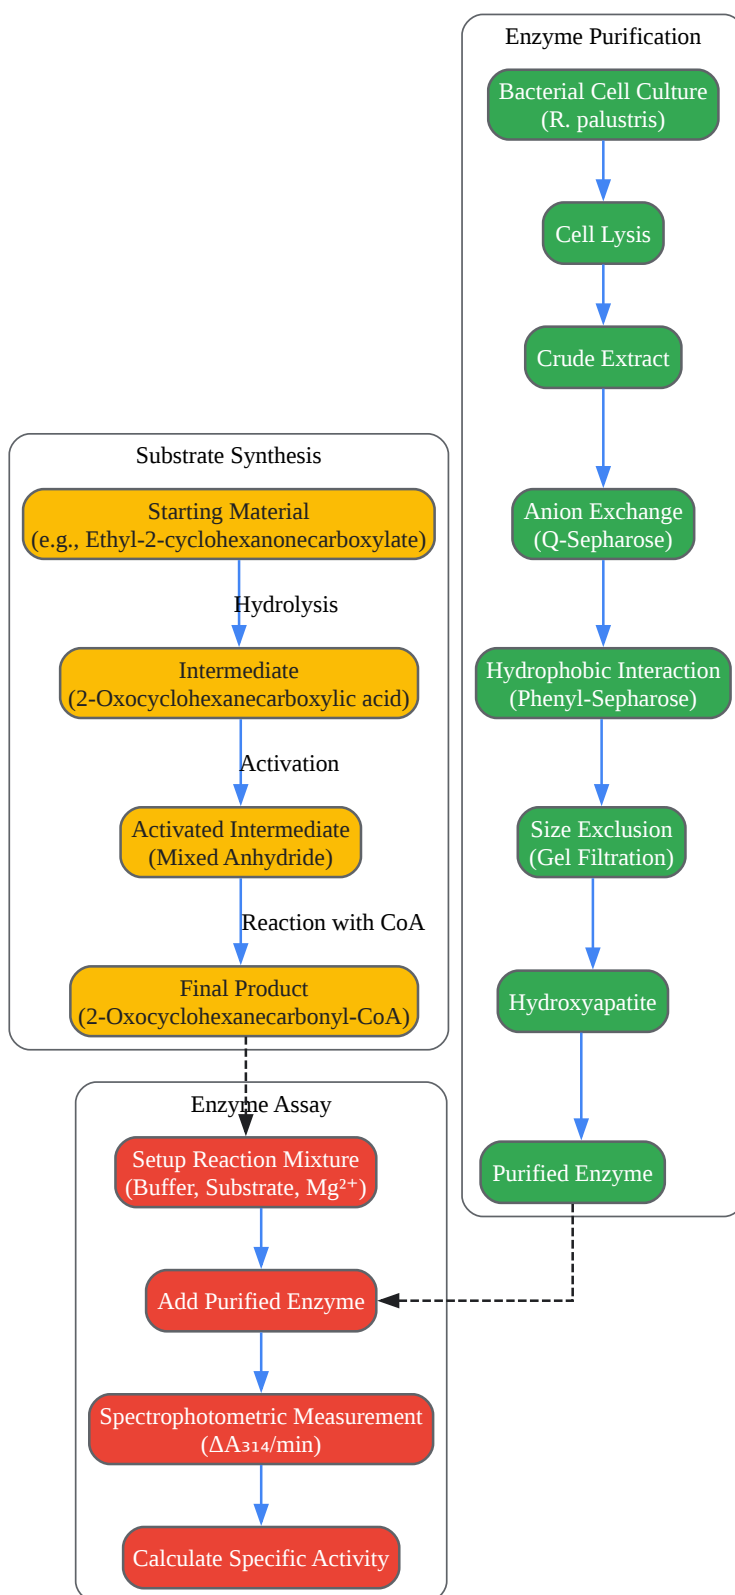 Enzyme Purification
Bacterial Cell Culture
(R. palustris)
Cell Lysis
Crude Extract
Anion Exchange
(Q-Sepharose)
Hydrophobic Interaction
(Phenyl-Sepharose)
Size Exclusion
(Gel Filtration)
Hydroxyapatite
Purified Enzyme
Substrate Synthesis
Starting Material
(e.g., Ethyl-2-cyclohexanonecarboxylate)
Hydrolysis
Intermediate
(2-Oxocyclohexanecarboxylic acid)
Activation
Activated Intermediate
(Mixed Anhydride)
Reaction with CoA
Final Product
(2-Oxocyclohexanecarbonyl-CoA)
Enzyme Assay
Setup Reaction Mixture
(Buffer, Substrate, Mg²⁺)
Add Purified Enzyme
Spectrophotometric Measurement
(ΔA₃₁₄/min)
Calculate Specific Activity